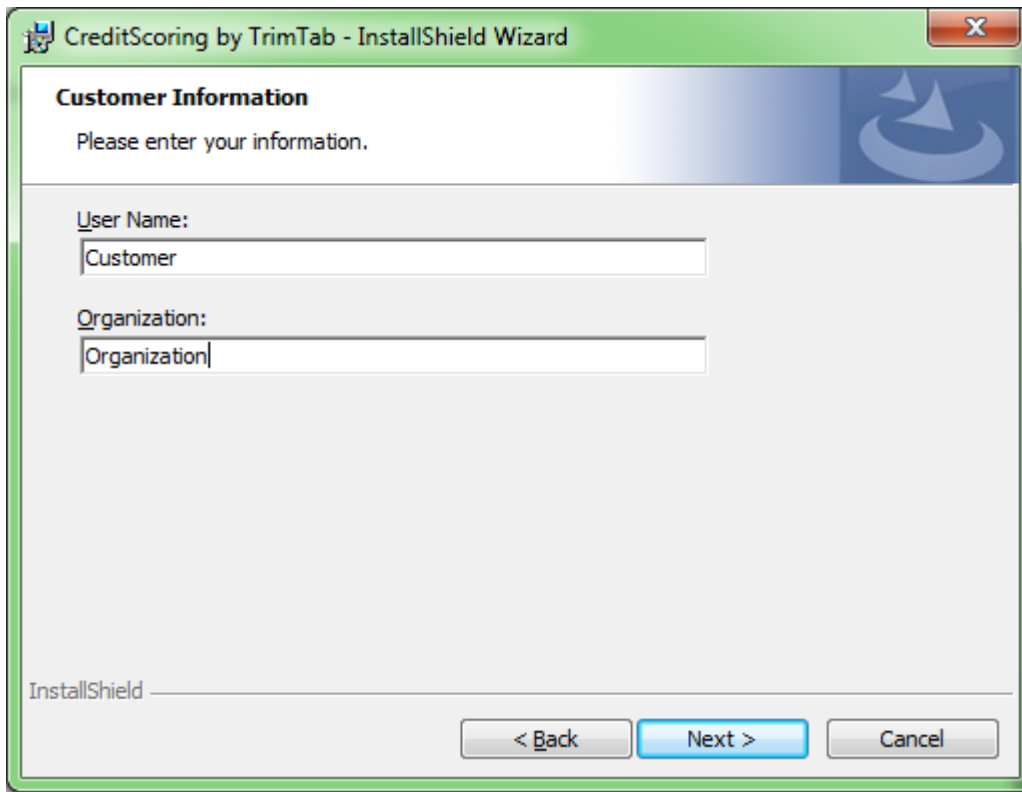 CreditScoring by TrimTab - InstallShield Wizard
Customer Information
Please enter your information.
User Name:
Customer
Organization:
Organization
InstallShield
< Back
Next >
Cancel